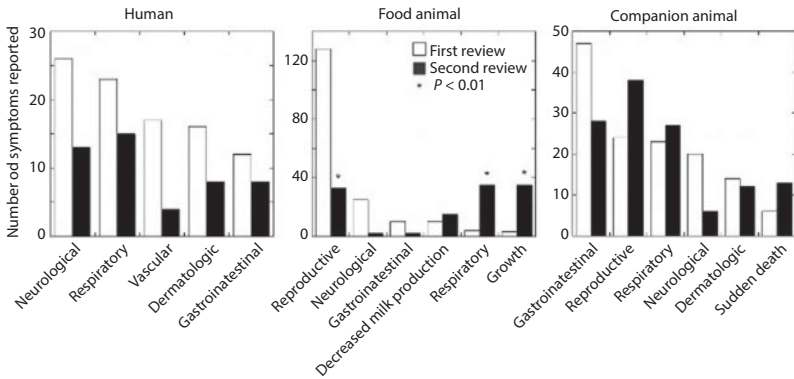 Human
Food animal
Companion animal
Number od symptoms reported
30
20
10
0
Neurological
Respiratory
Vascular
Dermatologic
Gastrointestinal
120
80
40
0
First review
Second review
* P < 0.01
*
*
*
Reproductive
Neurological
Gastrointestinal
Decreased milk production
Respiratory
Growth
50
40
30
20
10
0
Gastrointestinal
Reproductive
Respiratory
Neurological
Dermatologic
Sudden death